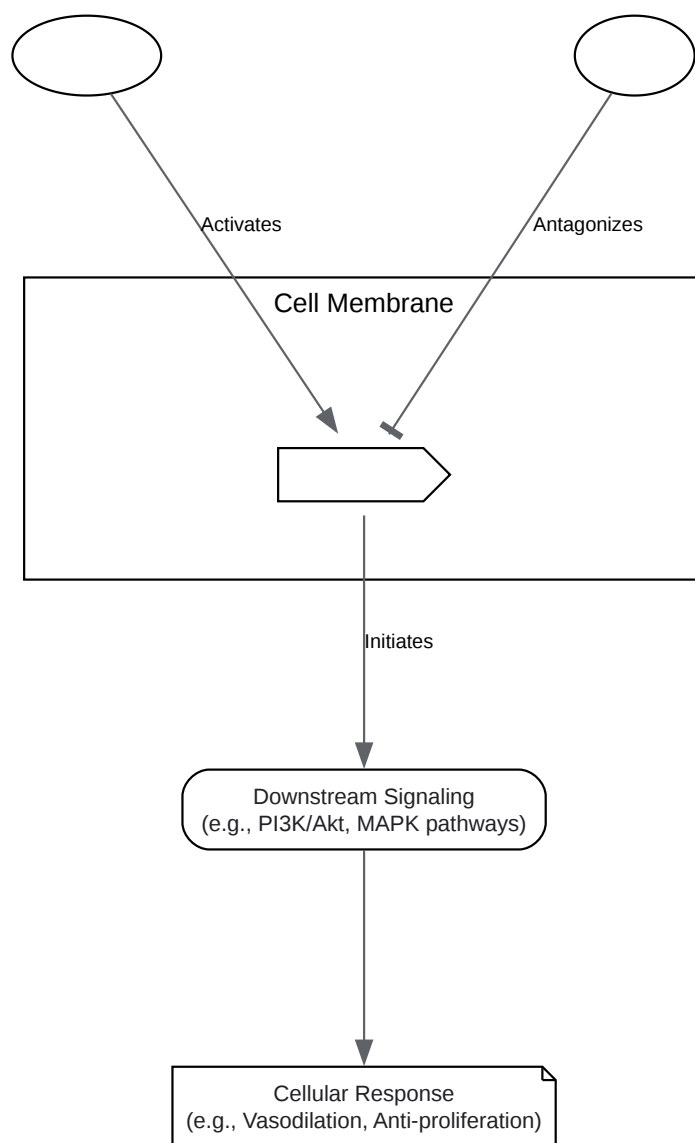 Activates
Antagonizes
Cell Membrane
Initiates
Downstream Signaling
(e.g., PI3K/Akt, MAPK pathways)
Cellular Response
(e.g., Vasodilation, Anti-proliferation)